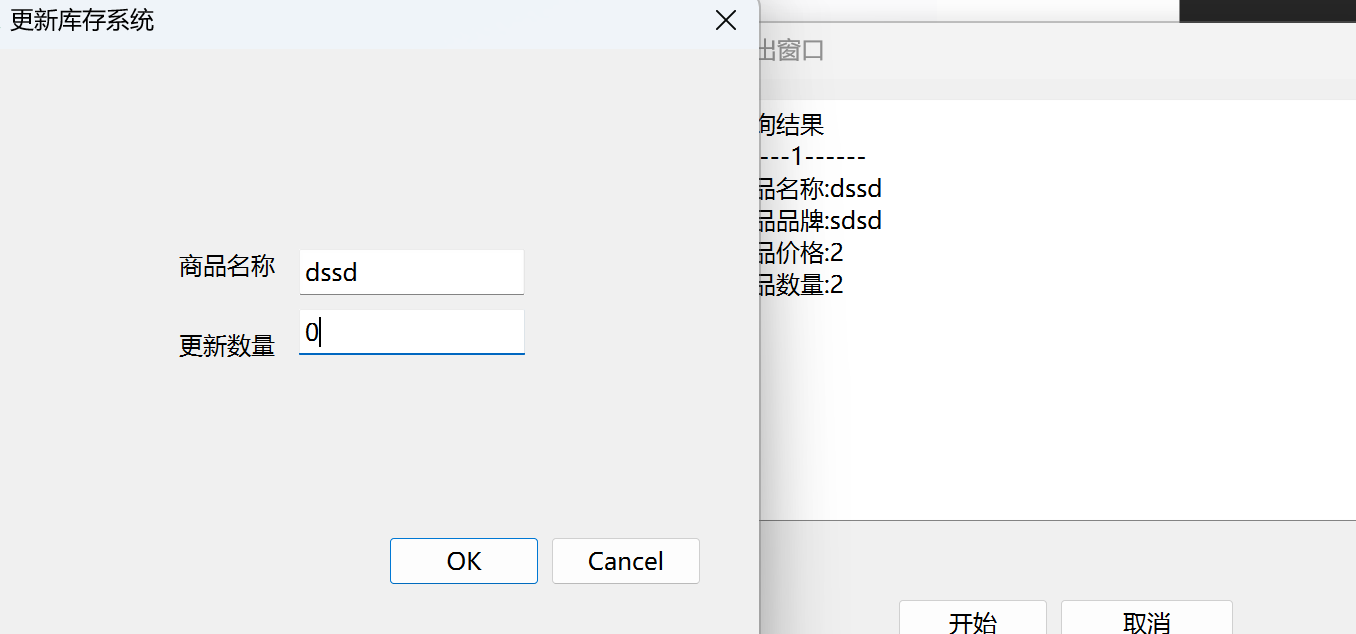 更新库存系统
商品名称
dssd
更新数量
0
OK
Cancel
出窗口
询结果
---1------
品名称:dssd
品品牌:sdsd
品价格:2
品数量:2
开始
取消